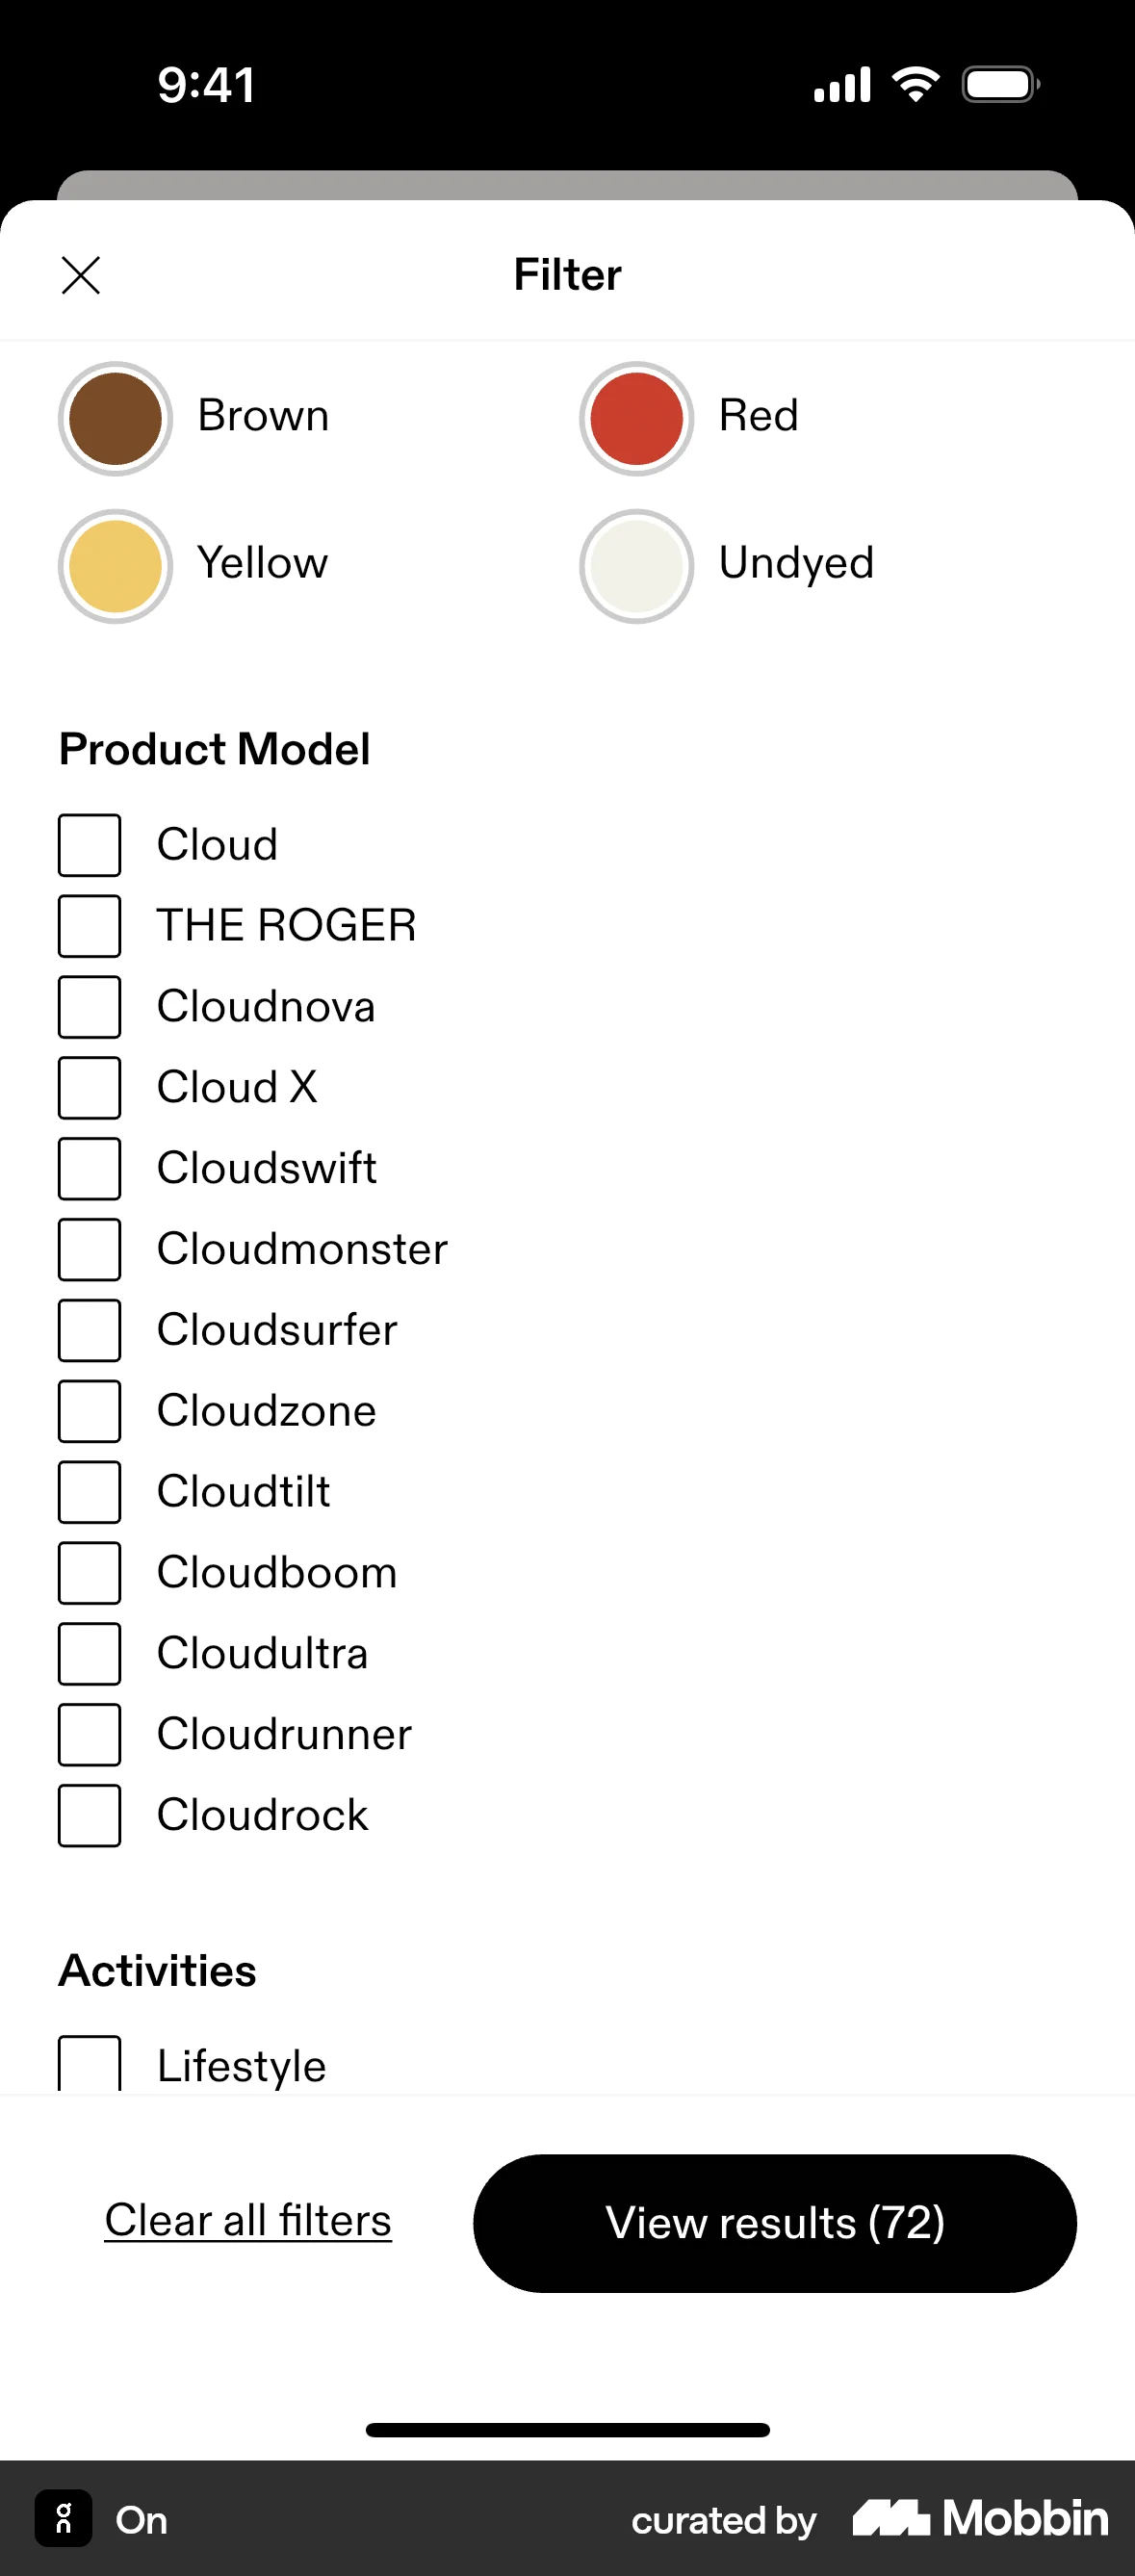 9:41
Filter
Brown
Red
Yellow
Undyed
Product Model
Cloud
THE ROGER
Cloudnova
Cloud X
Cloudswift
Cloudmonster
Cloudsurfer
Cloudzone
Cloudtilt
Cloudboom
Cloudultra
Cloudrunner
Cloudrock
Activities
Lifestyle
Clear all filters
View results (72)
On
curated by Mobbin